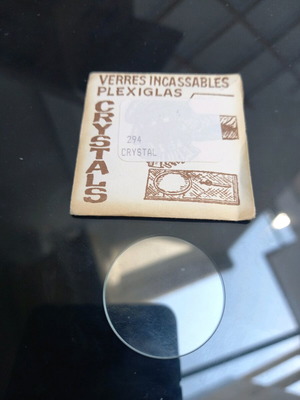 VERRES INCASSABLES
PLEXIGLAS
CRYSTALS
294
CRYSTAL